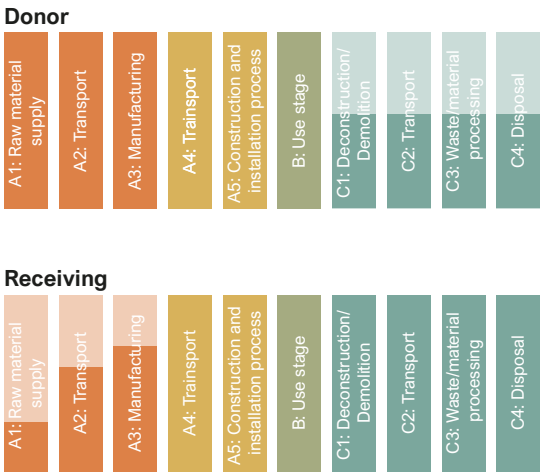 Donor
A1: Raw material
supply
A2: Transport
A3: Manufacturing
A4: Trainsport
A5: Construction and
installation process
B: Use stage
C1: Deconstruction/
Demolition
C2: Transport
C3: Waste/material
processing
C4: Disposal
Receiving
A1: Raw material
supply
A2: Transport
A3: Manufacturing
A4: Trainsport
A5: Construction and
installation process
B: Use stage
C1: Deconstruction/
Demolition
C2: Transport
C3: Waste/material
processing
C4: Disposal